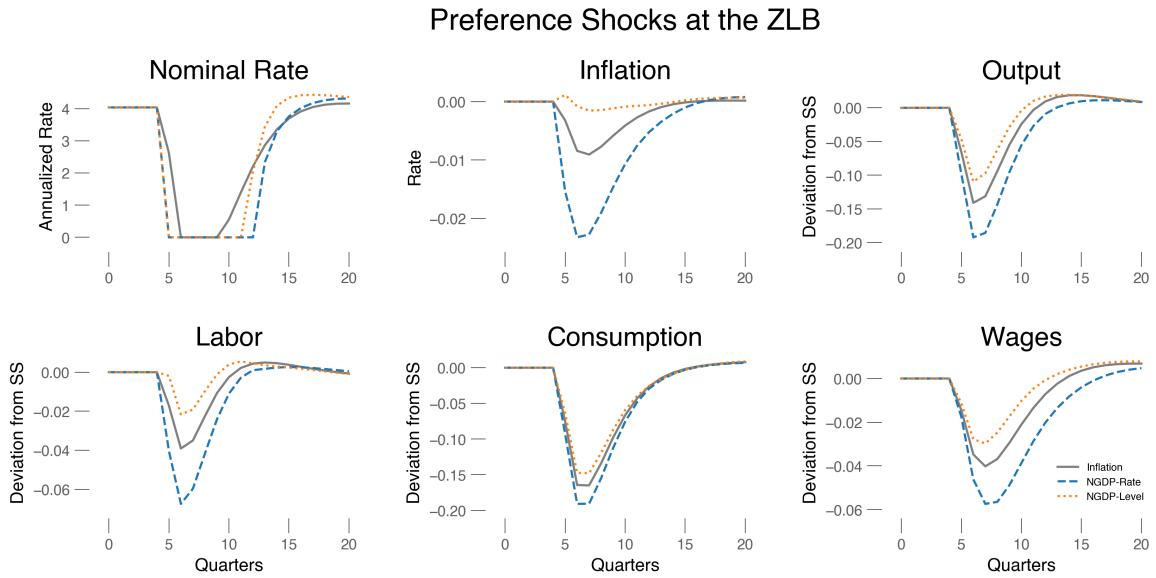 Preference Shocks at the ZLB
Nominal Rate
Annualized Rate
4
3
2
1
0
0 5 10 15 20
Inflation
Rate
0.00
−0.01
−0.02
0 5 10 15 20
Output
Deviation from SS
0.00
−0.05
−0.10
−0.15
−0.20
0 5 10 15 20
Labor
Deviation from SS
0.00
−0.02
−0.04
−0.06
0 5 10 15 20
Quarters
Consumption
Deviation from SS
0.00
−0.05
−0.10
−0.15
−0.20
0 5 10 15 20
Quarters
Wages
Deviation from SS
0.00
−0.02
−0.04
−0.06
Inflation
NGDP-Rate
NGDP-Level
0 5 10 15 20
Quarters